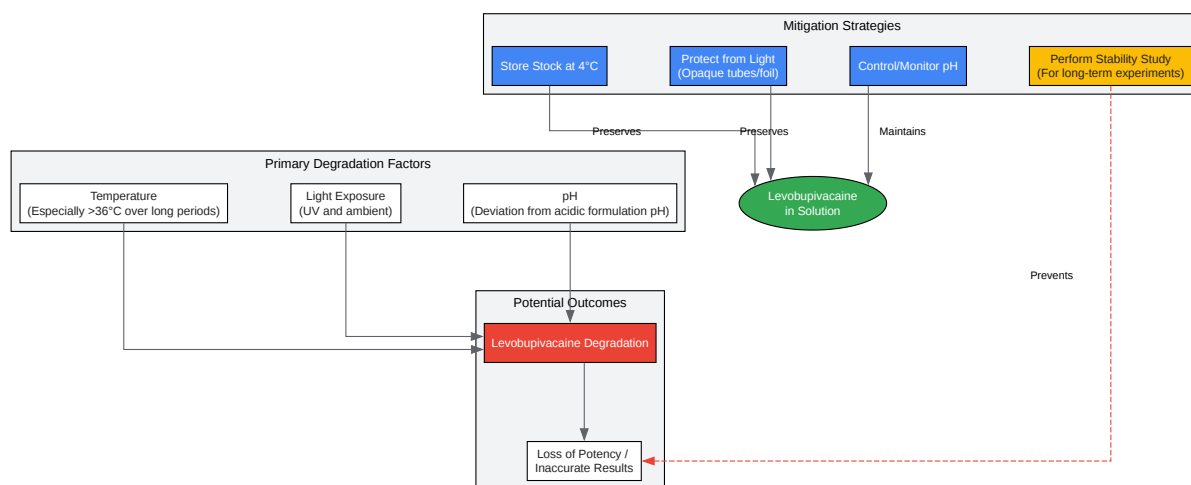 Mitigation Strategies
Store Stock at 4°C
Protect from Light
(Opaque tubes/foil)
Control/Monitor pH
Perform Stability Study
(For long-term experiments)
Preserves
Preserves
Maintains
Primary Degradation Factors
Temperature
(Especially >36°C over long periods)
Light Exposure
(UV and ambient)
pH
(Deviation from acidic formulation pH)
Levobupivacaine
in Solution
Prevents
Potential Outcomes
Levobupivacaine Degradation
Loss of Potency /
Inaccurate Results